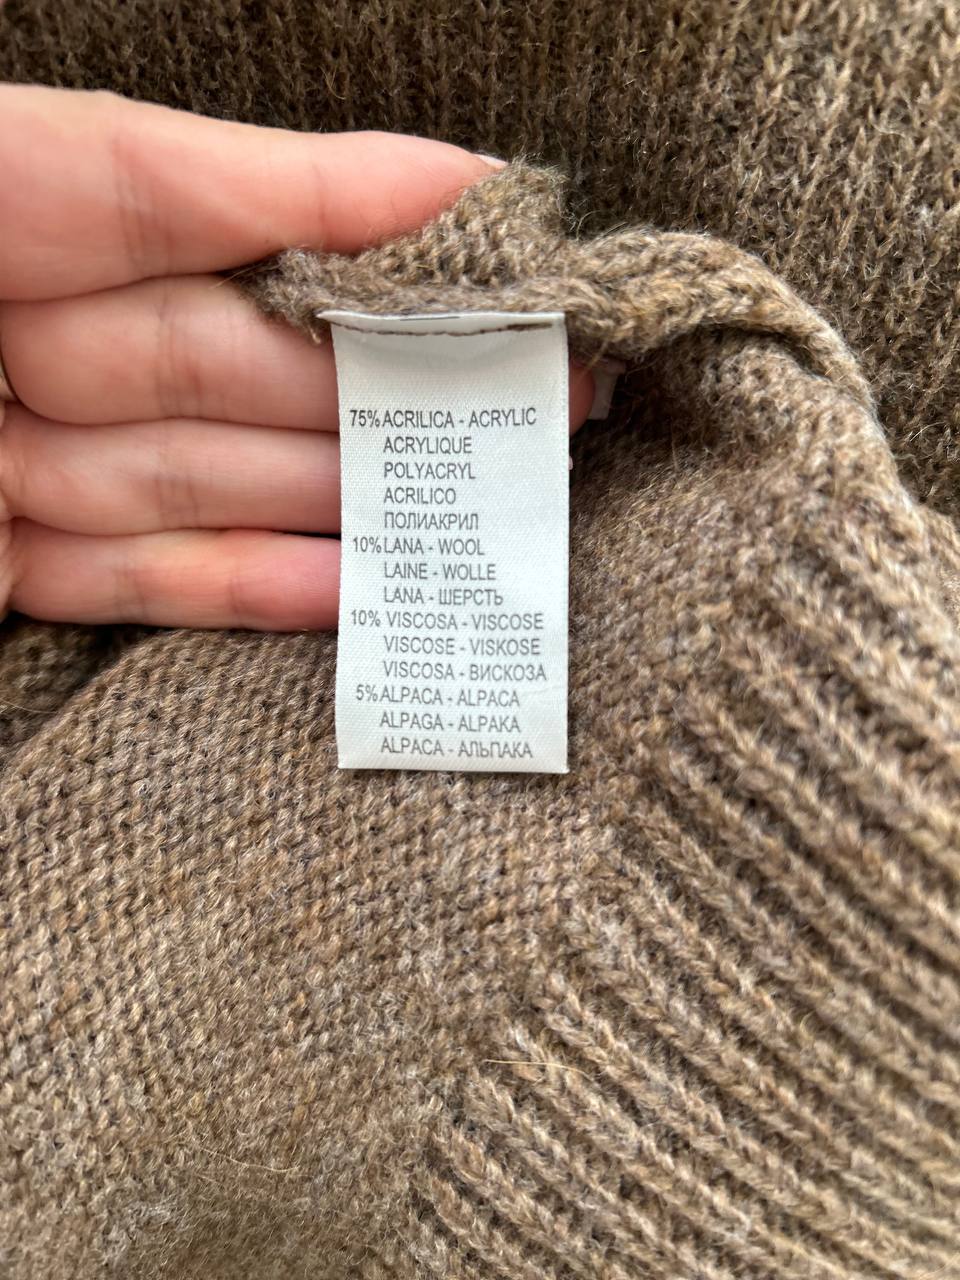 75% ACRILICA - ACRYLIC
ACRYLIQUE
POLYACRYL
ACRILICO
ПОЛИАКРИЛ
10% LANA - WOOL
LAINE - WOLLE
LANA - ШЕРСТЬ
10% VISCOSA - VISCOSE
VISCOSE - VISKOSE
VISCOSA - ВИСКОЗА
5% ALPACA - ALPACA
ALPAGA - ALPAKA
ALPACA - АЛЬПАКА